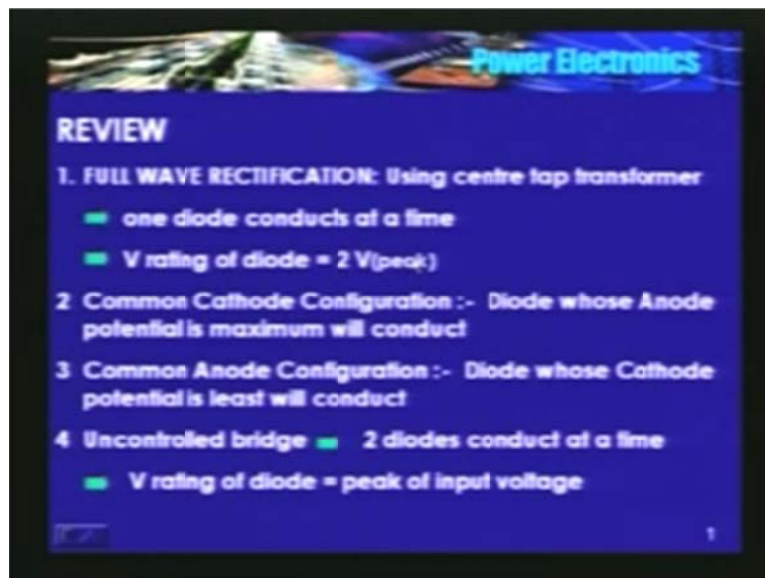 Power Electronics
REVIEW
1. FULL WAVE RECTIFICATION: Using centre tap transformer
one diode conducts at a time
V rating of diode = 2 V(peak)
2 Common Cathode Configuration :- Diode whose Anode
potential is maximum will conduct
3 Common Anode Configuration :- Diode whose Cathode
potential is least will conduct
4 Uncontrolled bridge 2 diodes conduct at a time
V rating of diode = peak of input voltage
1